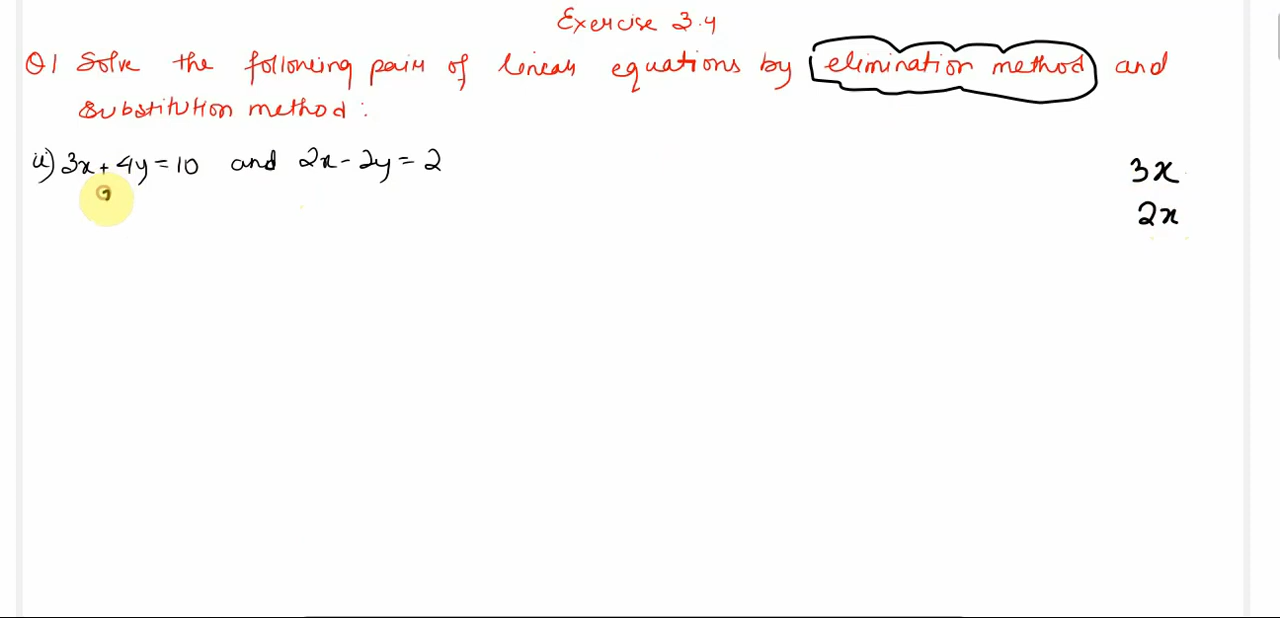 Exercise 3.4
Q1 Solve the following pair of linear equations by elimination method and
substitution method :
ii) 3x + 4y = 10 and 2x - 2y = 2
3x
2x